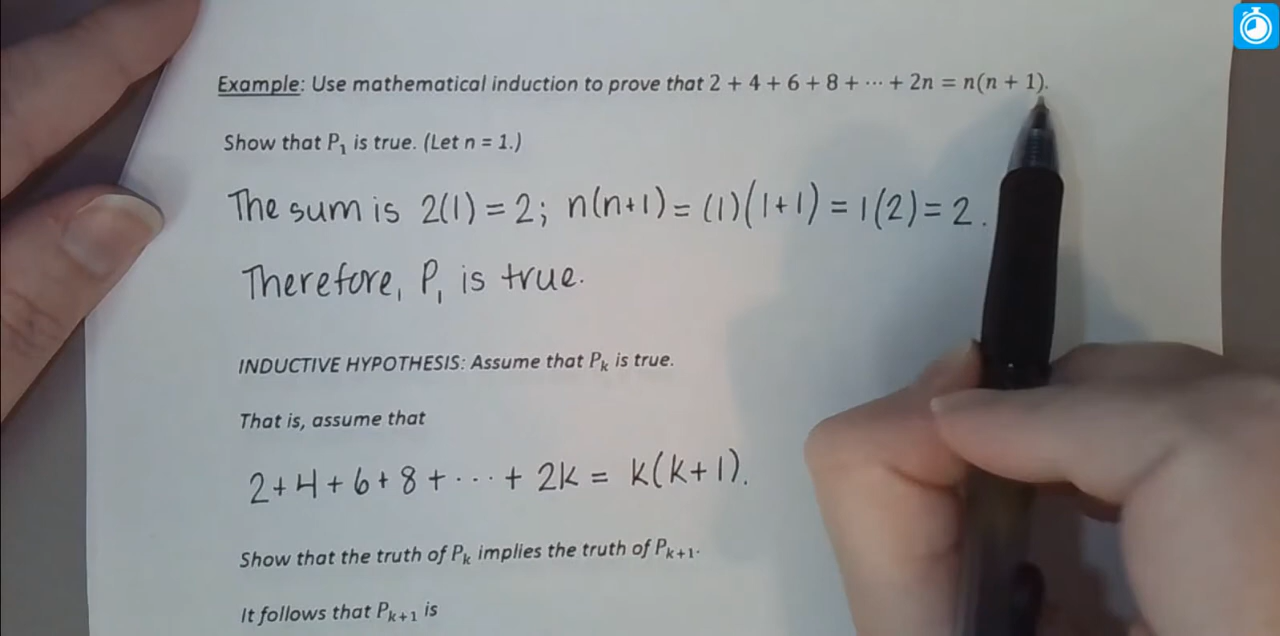 Example: Use mathematical induction to prove that 2 + 4 + 6 + 8 + ⋯ + 2n = n(n + 1).
Show that P₁ is true. (Let n = 1.)
The sum is 2(1) = 2; n(n+1) = (1)(1+1) = 1(2) = 2.
Therefore, P₁ is true.
INDUCTIVE HYPOTHESIS: Assume that Pₖ is true.
That is, assume that
2+4+6+8+⋯+2k = k(k+1).
Show that the truth of Pₖ implies the truth of Pₖ₊₁.
It follows that Pₖ₊₁ is